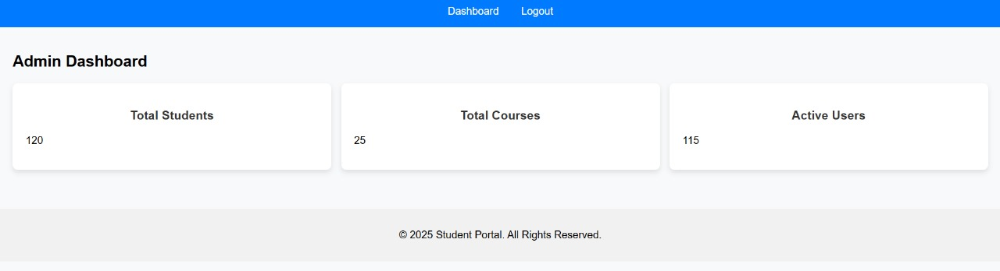 Dashboard Logout
Admin Dashboard
Total Students
120
Total Courses
25
Active Users
115
© 2025 Student Portal. All Rights Reserved.